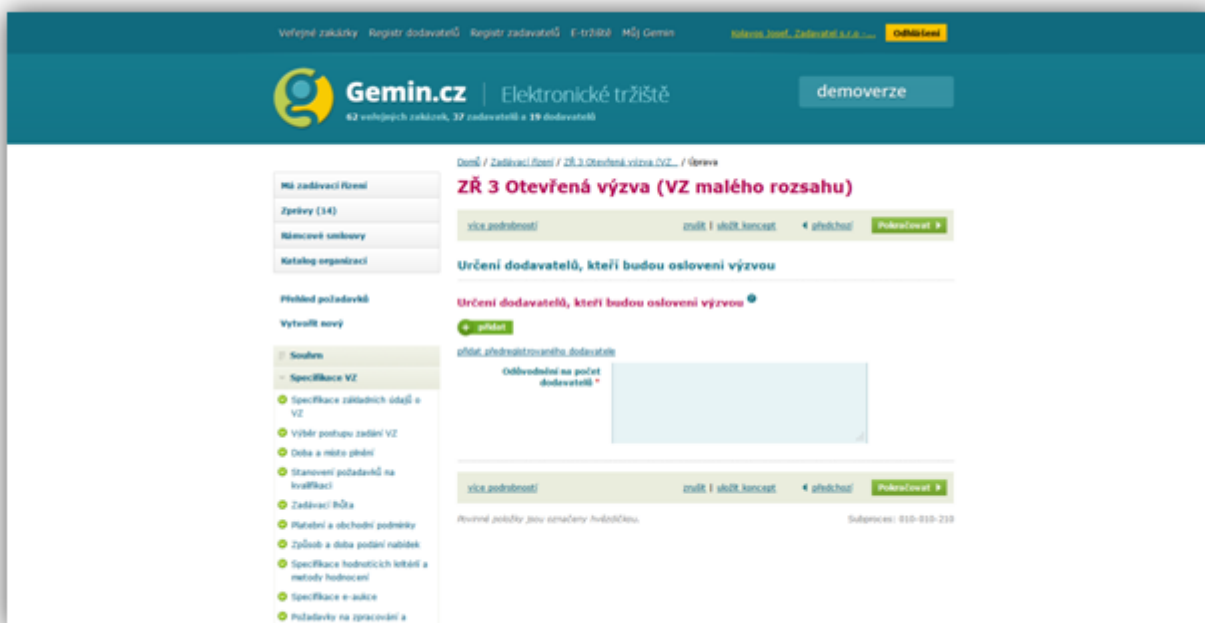 Veřejné zakázky Registr dodavatelů Registr zadavatelů E-tržiště Můj Gemin
Josef, Zadavatel s.r.o -... Odhlášení
Gemin.cz | Elektronické tržiště
demoverze
62 veřejných zakázek, 37 zadavatelů a 19 dodavatelů
Domů / Zadávací řízení / ZŘ 3 Otevřená výzva (VZ... / Úprava
ZŘ 3 Otevřená výzva (VZ malého rozsahu)
Má zadávací řízení
Zprávy (14)
Rámcové smlouvy
Katalog organizací
Přehled požadavků
Vytvořit nový
Souhrn
Specifikace VZ
Specifikace základních údajů o
VZ
Výběr postupu zadání VZ
Doba a místo plnění
Stanovení požadavků na
kvalifikaci
Zadávací lhůta
Platební a obchodní podmínky
Způsob a doba podání nabídek
Specifikace hodnotících kritérií a
metody hodnocení
Specifikace e-aukce
Požadavky na zpracování a
více podrobností zrušit | uložit koncept předchozí Pokračovat
Určení dodavatelů, kteří budou osloveni výzvou
Určení dodavatelů, kteří budou osloveni výzvou
+ přidat
přidat předregistrovaného dodavatele
Odůvodnění na počet
dodavatelů *
více podrobností zrušit | uložit koncept předchozí Pokračovat
Povinné položky jsou označeny hvězdičkou. Subproces: 010-010-210